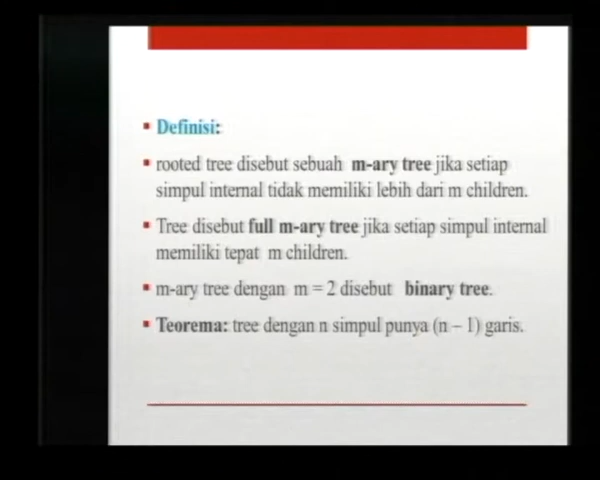 Definisi:
rooted tree disebut sebuah m-ary tree jika setiap
simpul internal tidak memiliki lebih dari m children.
Tree disebut full m-ary tree jika setiap simpul internal
memiliki tepat m children.
m-ary tree dengan m = 2 disebut binary tree.
Teorema: tree dengan n simpul punya (n – 1) garis.